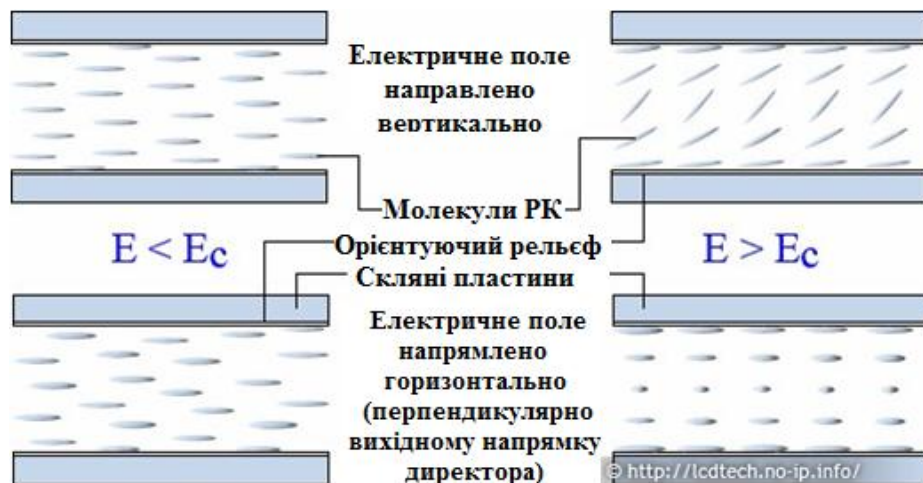 Електричне поле
направлено
вертикально
Молекули РК
E < Ec
Орієнтуючий рельєф
E > Ec
Скляні пластини
Електричне поле
напрямлено
горизонтально
(перпендикулярно
вихідному напрямку
директора)
© http://lcdtech.no-ip.info/